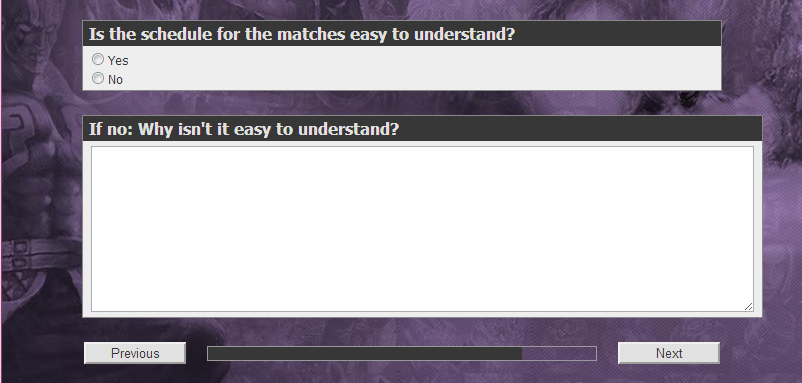 Is the schedule for the matches easy to understand?
Yes
No
If no: Why isn't it easy to understand?
Previous
Next